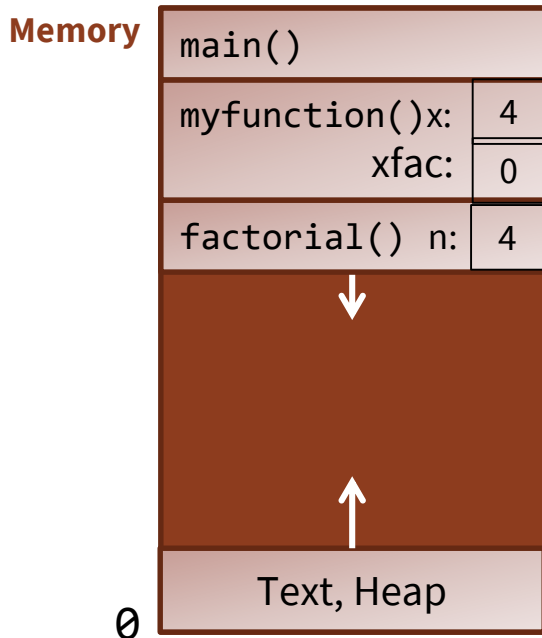 Memory
main()
myfunction()x: 4
xfac: 0
factorial() n: 4
Text, Heap
0